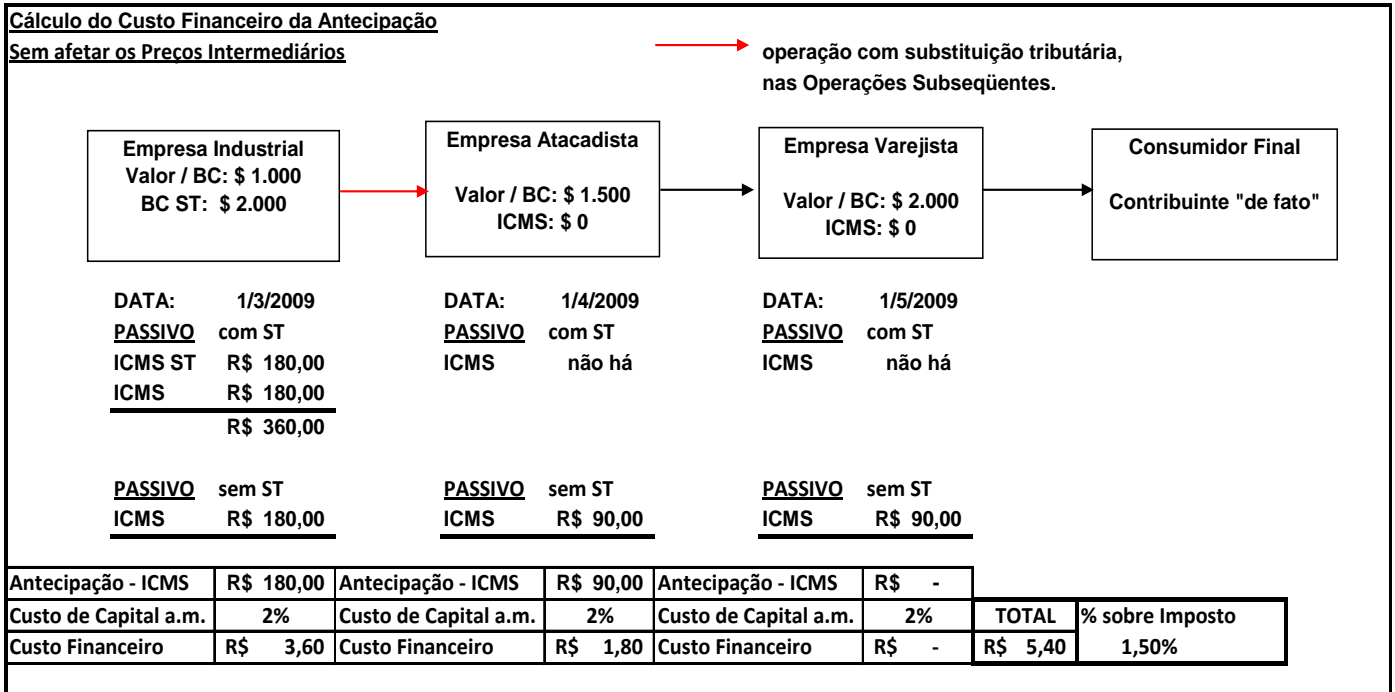 Cálculo do Custo Financeiro da Antecipação
Sem afetar os Preços Intermediários
operação com substituição tributária,
nas Operações Subseqüentes.
Empresa Industrial
Valor / BC: $ 1.000
BC ST: $ 2.000
Empresa Atacadista
Valor / BC: $ 1.500
ICMS: $ 0
Empresa Varejista
Valor / BC: $ 2.000
ICMS: $ 0
Consumidor Final
Contribuinte "de fato"
DATA: 1/3/2009 DATA: 1/4/2009 DATA: 1/5/2009
PASSIVO com ST PASSIVO com ST PASSIVO com ST
ICMS ST R$ 180,00 ICMS não há ICMS não há
ICMS R$ 180,00
R$ 360,00
PASSIVO sem ST PASSIVO sem ST PASSIVO sem ST
ICMS R$ 180,00 ICMS R$ 90,00 ICMS R$ 90,00
Antecipação - ICMS R$ 180,00 Antecipação - ICMS R$ 90,00 Antecipação - ICMS R$ -
Custo de Capital a.m. 2% Custo de Capital a.m. 2% Custo de Capital a.m. 2% TOTAL % sobre Imposto
Custo Financeiro R$ 3,60 Custo Financeiro R$ 1,80 Custo Financeiro R$ - R$ 5,40 1,50%